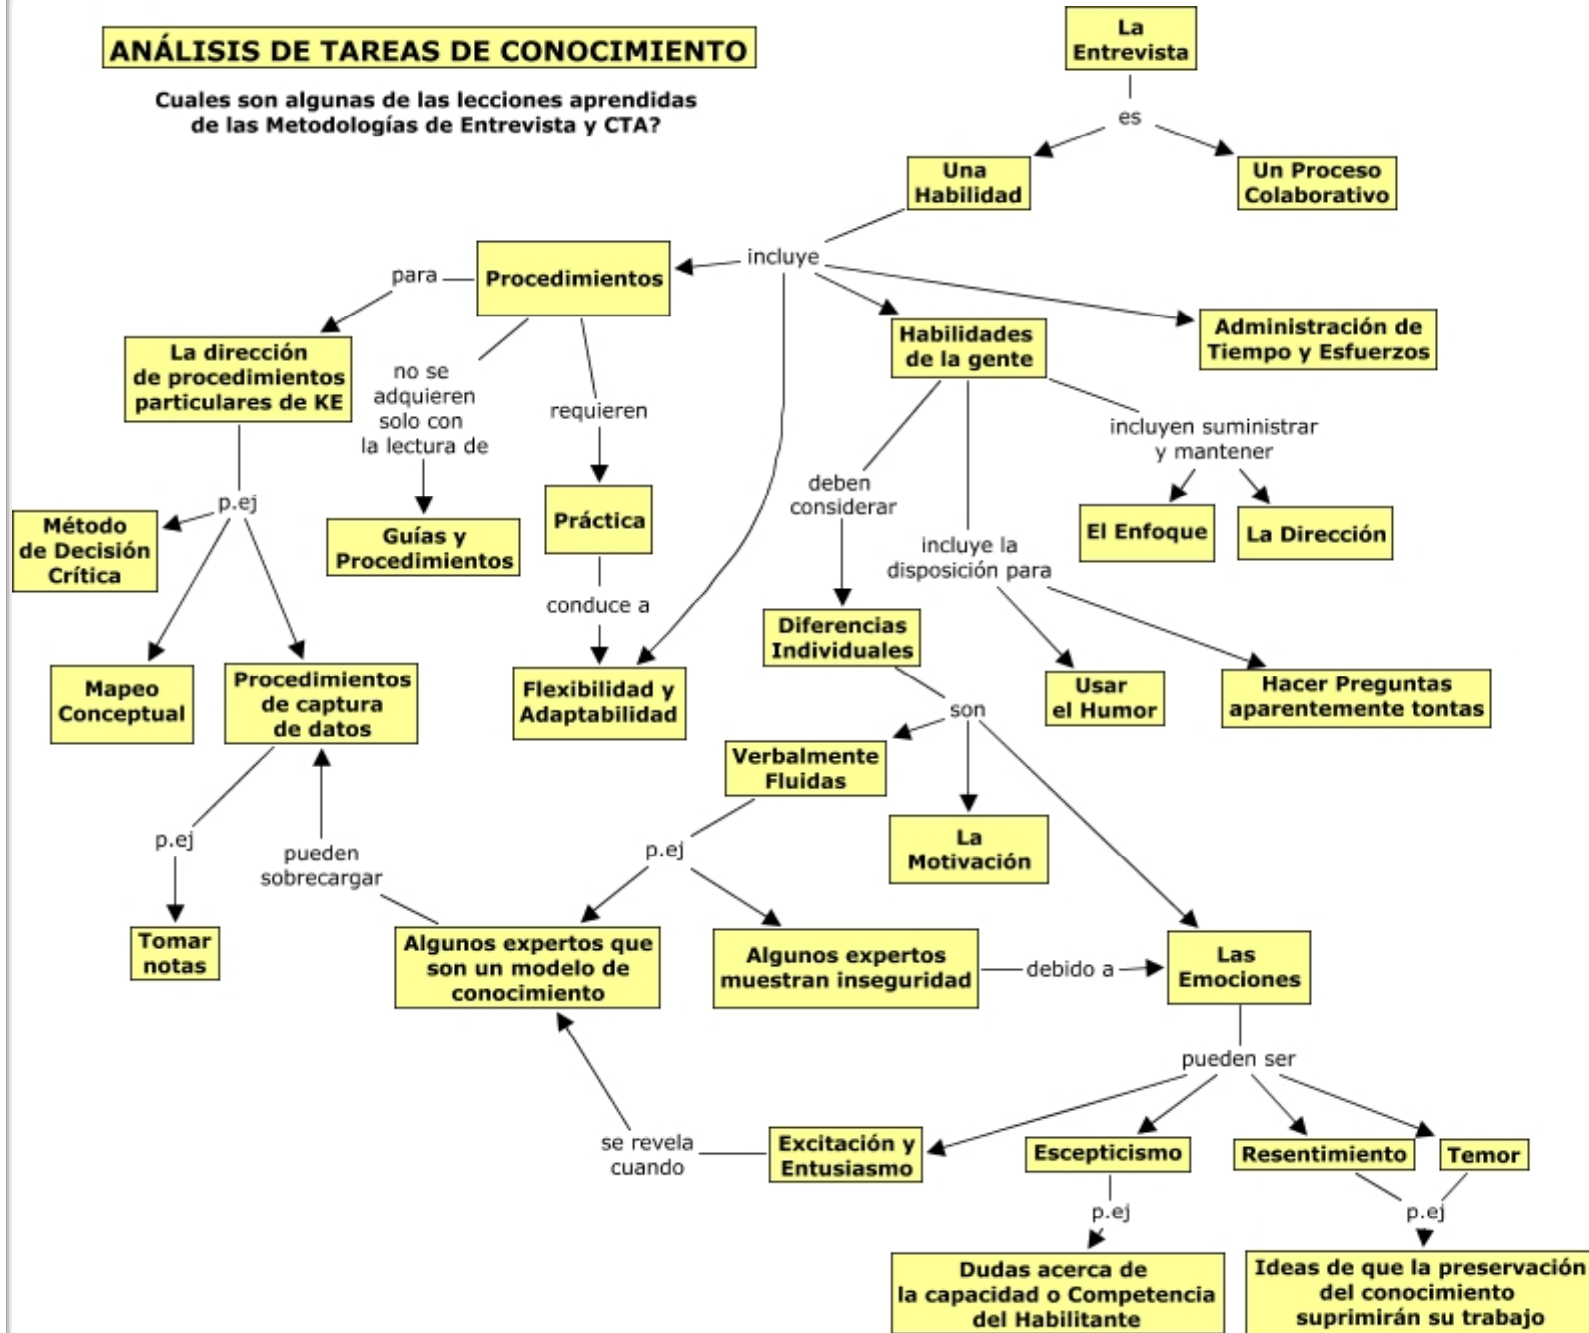 ANÁLISIS DE TAREAS DE CONOCIMIENTO
Cuales son algunas de las lecciones aprendidas
de las Metodologías de Entrevista y CTA?
La
Entrevista
es
Una
Habilidad
Un Proceso
Colaborativo
incluye
Procedimientos
para
La dirección
de procedimientos
particulares de KE
no se
adquieren
solo con
la lectura de
requieren
Habilidades
de la gente
Administración de
Tiempo y Esfuerzos
incluyen suministrar
y mantener
deben
considerar
p.ej
Método
de Decisión
Crítica
Guías y
Procedimientos
Práctica
El Enfoque
La Dirección
incluye la
disposición para
conduce a
Diferencias
Individuales
Mapeo
Conceptual
Procedimientos
de captura
de datos
Flexibilidad y
Adaptabilidad
Usar
el Humor
Hacer Preguntas
aparentemente tontas
son
Verbalmente
Fluidas
La
Motivación
p.ej
pueden
sobrecargar
p.ej
Tomar
notas
Algunos expertos que
son un modelo de
conocimiento
Algunos expertos
muestran inseguridad
debido a
Las
Emociones
pueden ser
se revela
cuando
Excitación y
Entusiasmo
Escepticismo
Resentimiento
Temor
p.ej
p.ej
Dudas acerca de
la capacidad o Competencia
del Habilitante
Ideas de que la preservación
del conocimiento
suprimirán su trabajo